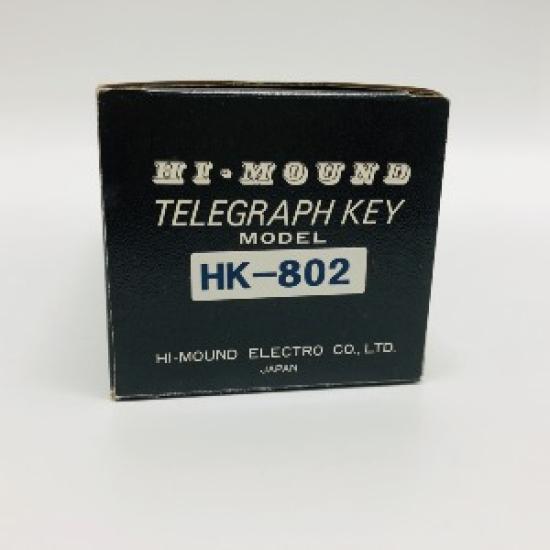 HI-MOUND
TELEGRAPH KEY
MODEL
HK-802
HI-MOUND ELECTRO CO., LTD.
JAPAN